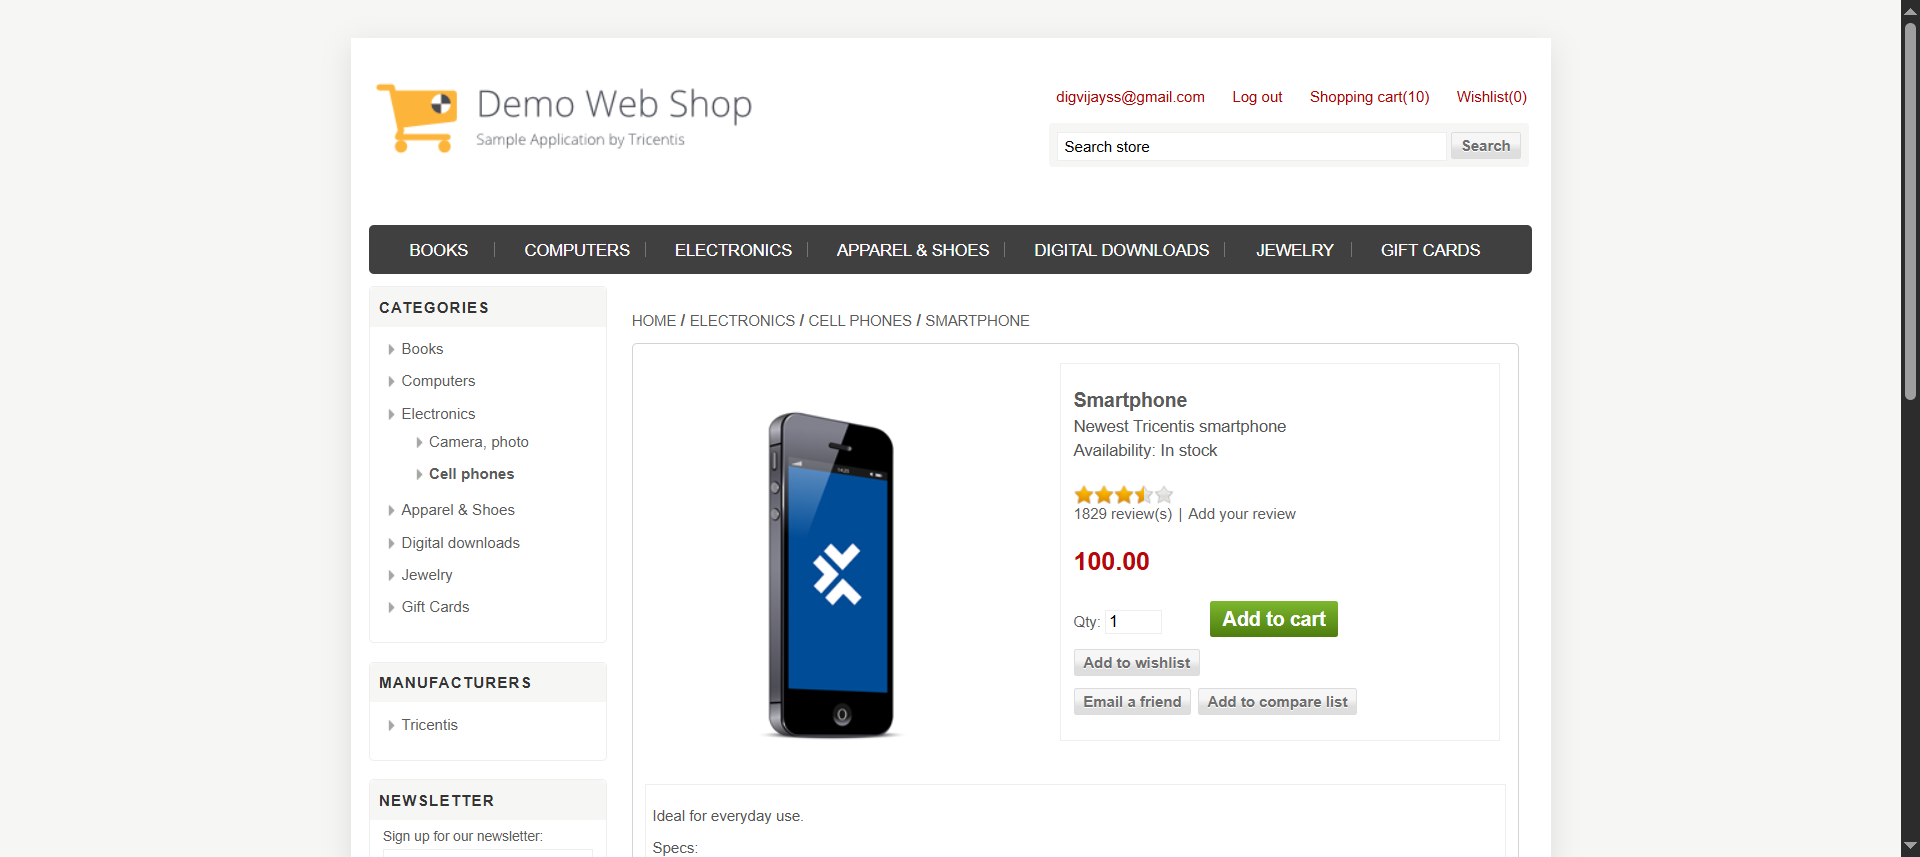 Demo Web Shop
Sample Application by Tricentis
digvijayss@gmail.com Log out Shopping cart(10) Wishlist(0)
Search store Search
BOOKS COMPUTERS ELECTRONICS APPAREL & SHOES DIGITAL DOWNLOADS JEWELRY GIFT CARDS
CATEGORIES
Books
Computers
Electronics
Camera, photo
Cell phones
Apparel & Shoes
Digital downloads
Jewelry
Gift Cards
MANUFACTURERS
Tricentis
NEWSLETTER
Sign up for our newsletter:
HOME / ELECTRONICS / CELL PHONES / SMARTPHONE
Smartphone
Newest Tricentis smartphone
Availability: In stock
1829 review(s) | Add your review
100.00
Qty: 1 Add to cart
Add to wishlist
Email a friend Add to compare list
Ideal for everyday use.
Specs: